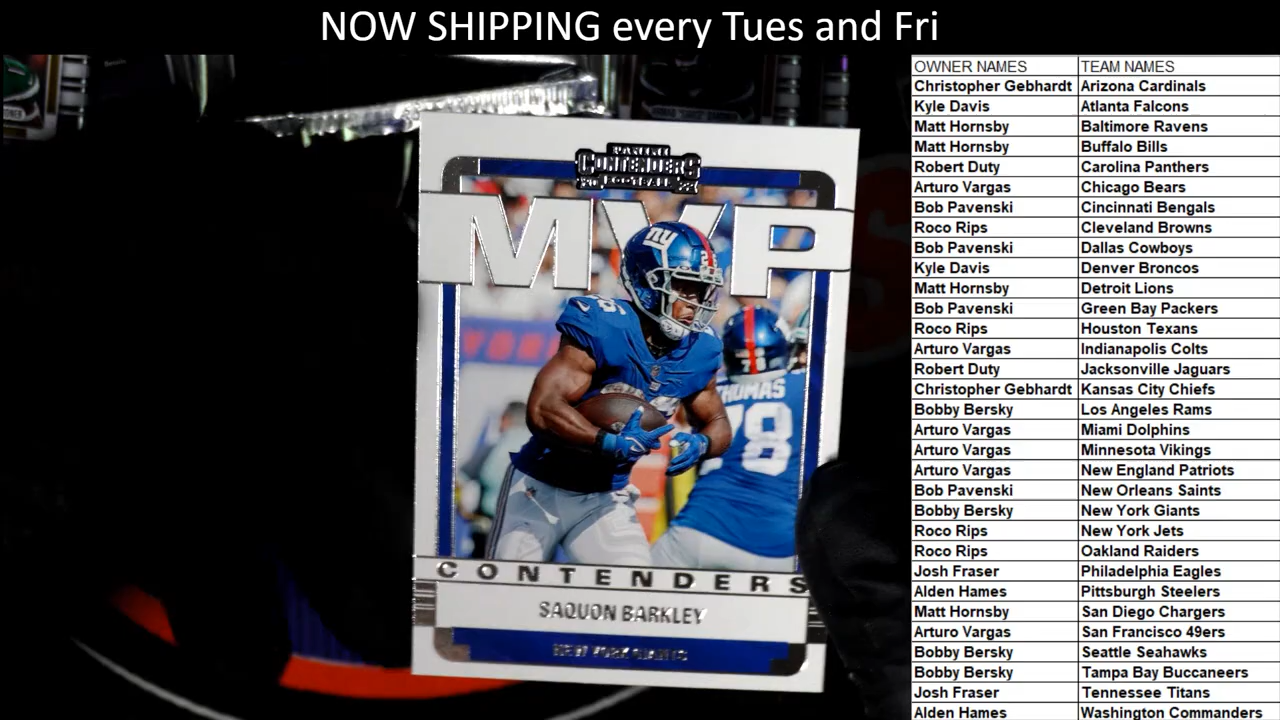 NOW SHIPPING every Tues and Fri
OWNER NAMES TEAM NAMES
Christopher Gebhardt Arizona Cardinals
Kyle Davis Atlanta Falcons
Matt Hornsby Baltimore Ravens
Matt Hornsby Buffalo Bills
Robert Duty Carolina Panthers
Arturo Vargas Chicago Bears
Bob Pavenski Cincinnati Bengals
Roco Rips Cleveland Browns
Bob Pavenski Dallas Cowboys
Kyle Davis Denver Broncos
Matt Hornsby Detroit Lions
Bob Pavenski Green Bay Packers
Roco Rips Houston Texans
Arturo Vargas Indianapolis Colts
Robert Duty Jacksonville Jaguars
Christopher Gebhardt Kansas City Chiefs
Bobby Bersky Los Angeles Rams
Arturo Vargas Miami Dolphins
Arturo Vargas Minnesota Vikings
Arturo Vargas New England Patriots
Bob Pavenski New Orleans Saints
Bobby Bersky New York Giants
Roco Rips New York Jets
Roco Rips Oakland Raiders
Josh Fraser Philadelphia Eagles
Alden Hames Pittsburgh Steelers
Matt Hornsby San Diego Chargers
Arturo Vargas San Francisco 49ers
Bobby Bersky Seattle Seahawks
Bobby Bersky Tampa Bay Buccaneers
Josh Fraser Tennessee Titans
Alden Hames Washington Commanders
PANINI
CONTENDERS
FOOTBALL
MVP
ny
THOMAS
78
CONTENDERS
SAQUON BARKLEY
NEW YORK GIANTS